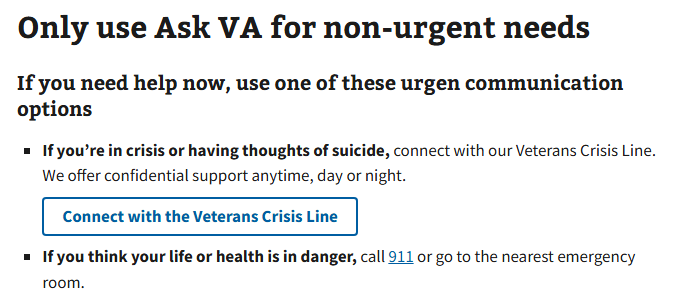 Only use Ask VA for non-urgent needs
If you need help now, use one of these urgen communication
options
If you’re in crisis or having thoughts of suicide, connect with our Veterans Crisis Line.
We offer confidential support anytime, day or night.
Connect with the Veterans Crisis Line
If you think your life or health is in danger, call 911 or go to the nearest emergency
room.